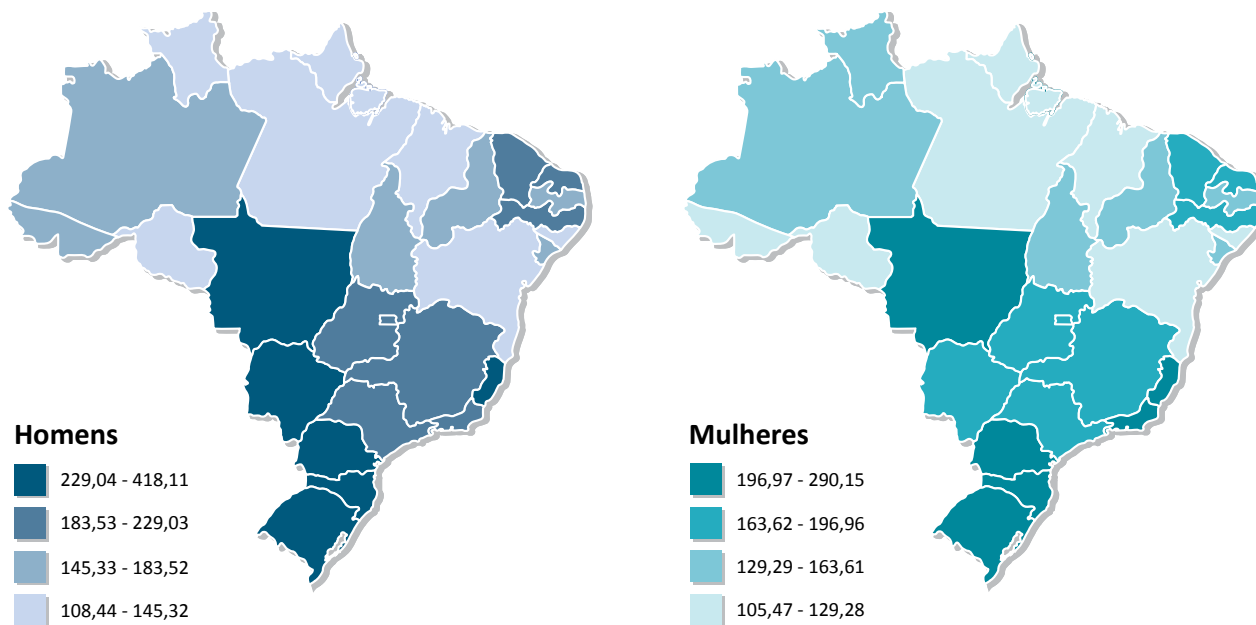 Homens
229,04 - 418,11
183,53 - 229,03
145,33 - 183,52
108,44 - 145,32
Mulheres
196,97 - 290,15
163,62 - 196,96
129,29 - 163,61
105,47 - 129,28